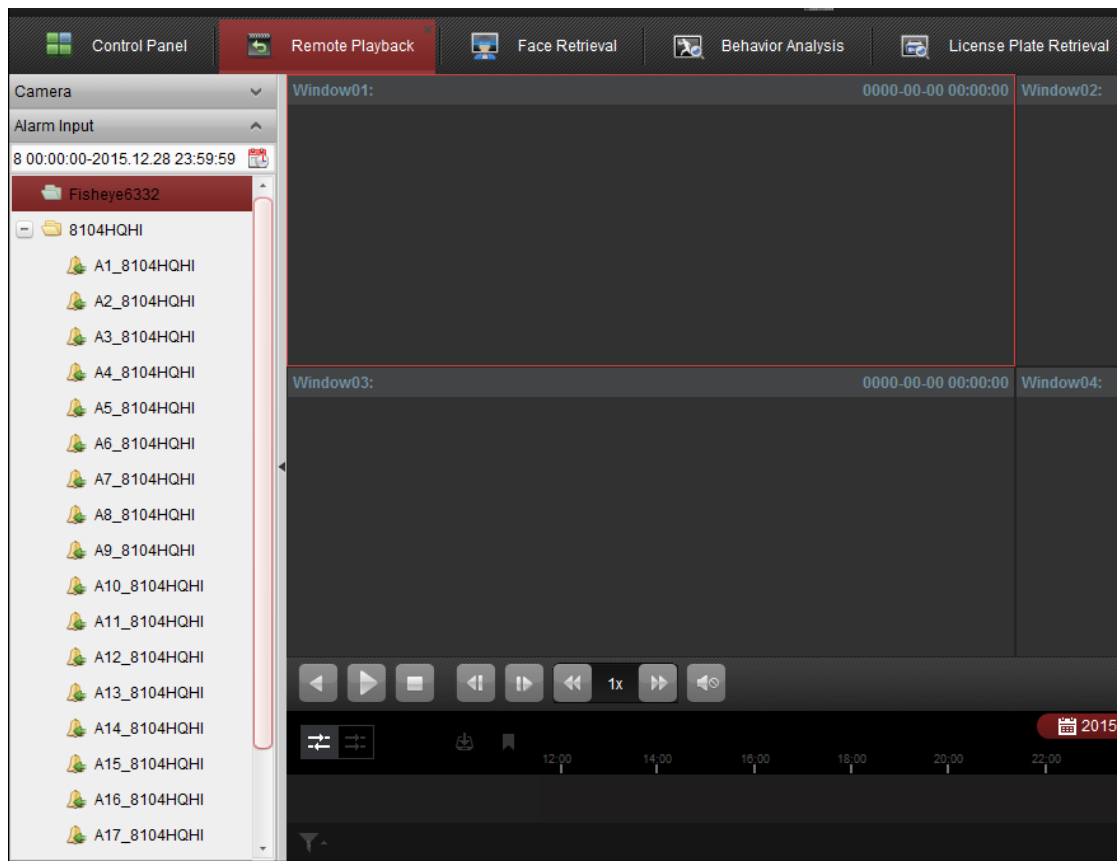 Control Panel Remote Playback Face Retrieval Behavior Analysis License Plate Retrieval
Camera
Alarm Input
8 00:00:00-2015.12.28 23:59:59
Fisheye6332
8104HQHI
A1_8104HQHI
A2_8104HQHI
A3_8104HQHI
A4_8104HQHI
A5_8104HQHI
A6_8104HQHI
A7_8104HQHI
A8_8104HQHI
A9_8104HQHI
A10_8104HQHI
A11_8104HQHI
A12_8104HQHI
A13_8104HQHI
A14_8104HQHI
A15_8104HQHI
A16_8104HQHI
A17_8104HQHI
Window01: 0000-00-00 00:00:00 Window02:
Window03: 0000-00-00 00:00:00 Window04:
1x
2015
12:00 14:00 16:00 18:00 20:00 22:00